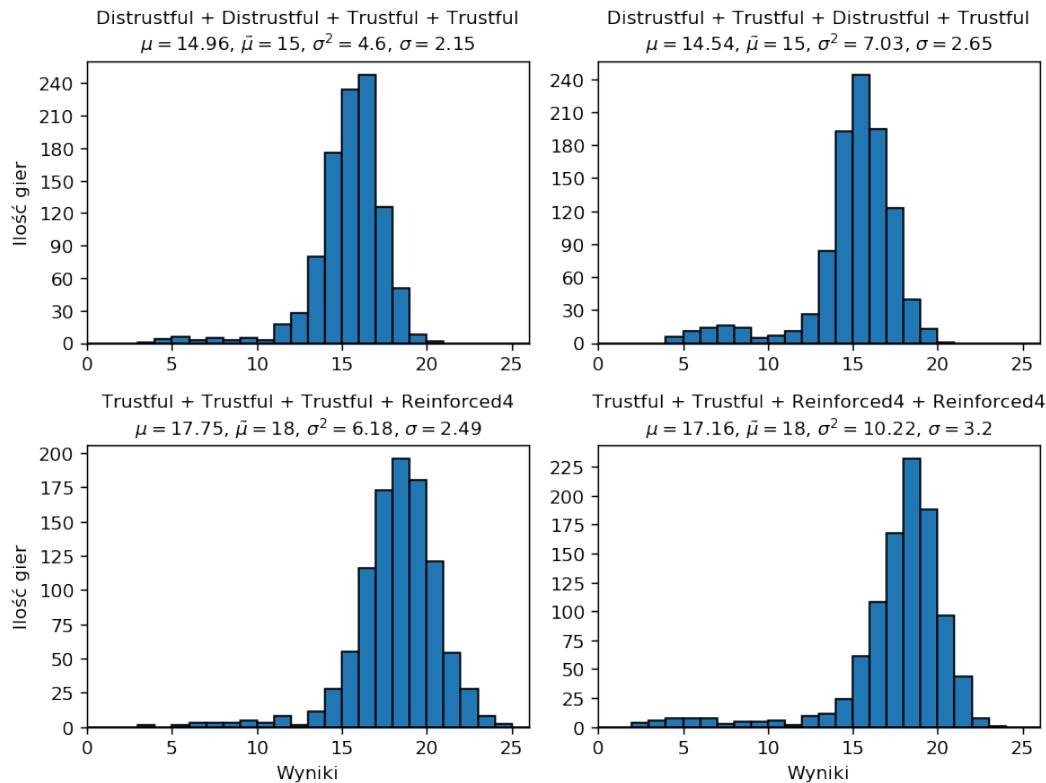 Distrustful + Distrustful + Trustful + Trustful
μ = 14.96, μ̃ = 15, σ² = 4.6, σ = 2.15
240
210
180
150
120
90
60
30
0
Ilość gier
0 5 10 15 20 25
Distrustful + Trustful + Distrustful + Trustful
μ = 14.54, μ̃ = 15, σ² = 7.03, σ = 2.65
240
210
180
150
120
90
60
30
0
0 5 10 15 20 25
Trustful + Trustful + Trustful + Reinforced4
μ = 17.75, μ̃ = 18, σ² = 6.18, σ = 2.49
200
175
150
125
100
75
50
25
0
Ilość gier
0 5 10 15 20 25
Wyniki
Trustful + Trustful + Reinforced4 + Reinforced4
μ = 17.16, μ̃ = 18, σ² = 10.22, σ = 3.2
225
200
175
150
125
100
75
50
25
0
0 5 10 15 20 25
Wyniki